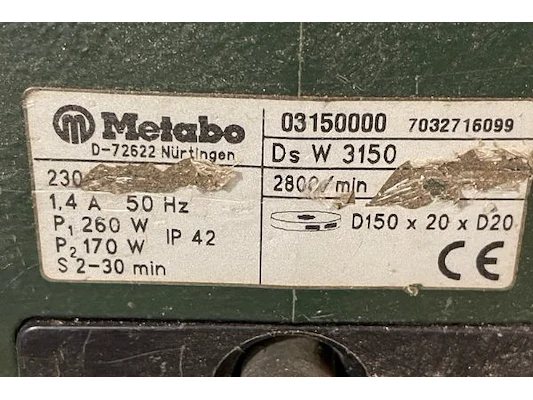 Metabo
D-72622 Nürtingen
230
1,4 A 50 Hz
P1 260 W
P2 170 W
IP 42
S 2-30 min
03150000 7032716099
Ds W 3150
2800/min
D150 x 20 x D20
CE